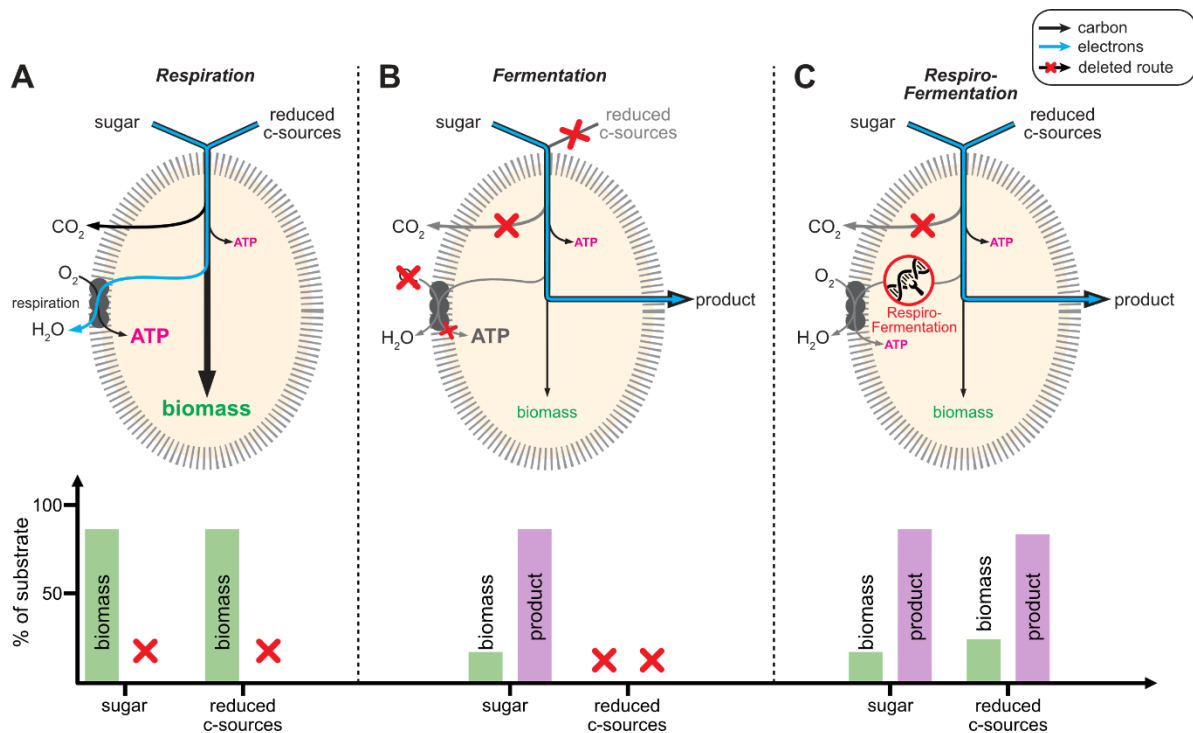 carbon
electrons
deleted route
A
Respiration
sugar
reduced
c-sources
CO2
ATP
O2
respiration
H2O
ATP
biomass
B
Fermentation
sugar
reduced
c-sources
CO2
ATP
O2
H2O
ATP
product
biomass
C
Respiro-
Fermentation
sugar
reduced
c-sources
CO2
ATP
O2
Respiro-
Fermentation
H2O
ATP
product
biomass
% of substrate
100
50
biomass
biomass
sugar
reduced
c-sources
biomass
product
sugar
reduced
c-sources
biomass
product
biomass
product
sugar
reduced
c-sources